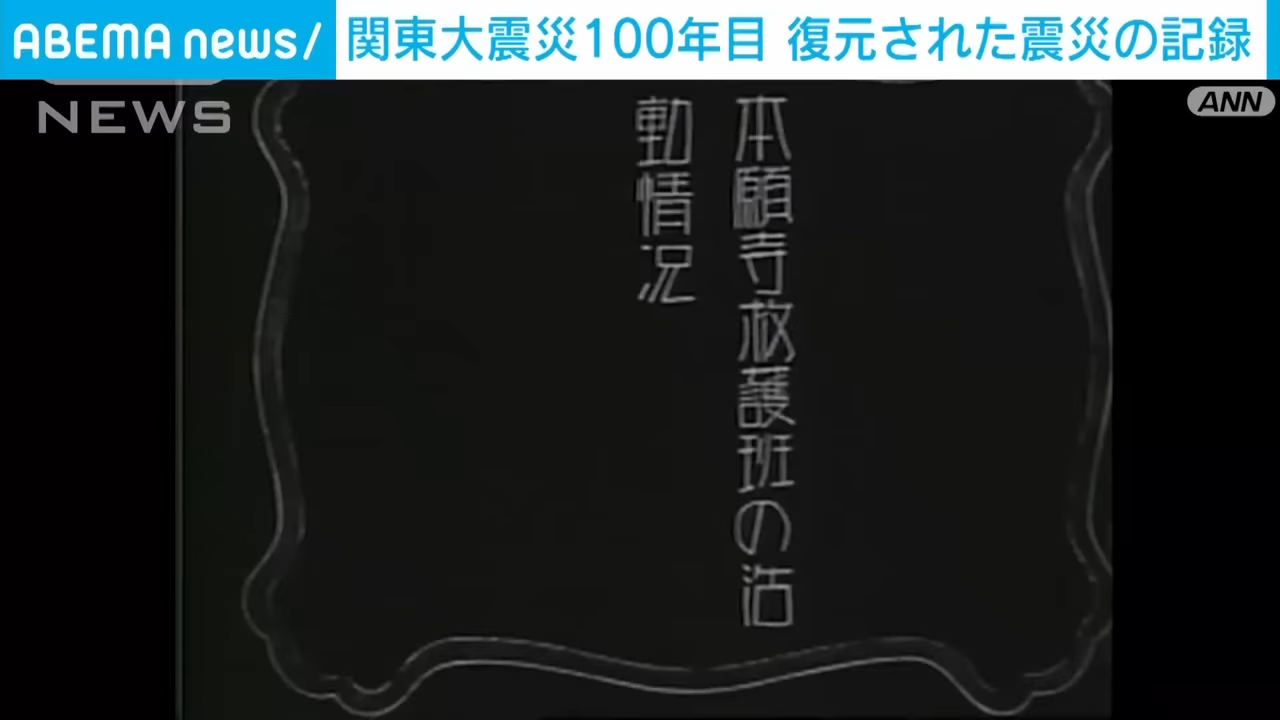 ABEMA news/
関東大震災100年目 復元された震災の記録
NEWS
ANN
本願寺救護班の活
動情況